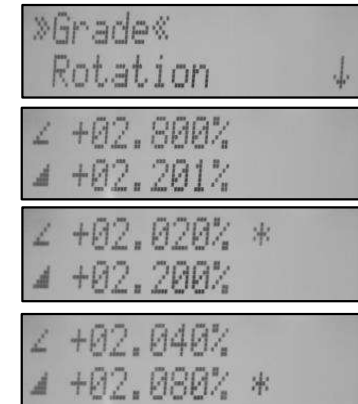 »Grade«
Rotation ↓
∠ +02.800%
◢ +02.201%
∠ +02.020% *
◢ +02.200%
∠ +02.040%
◢ +02.080% *